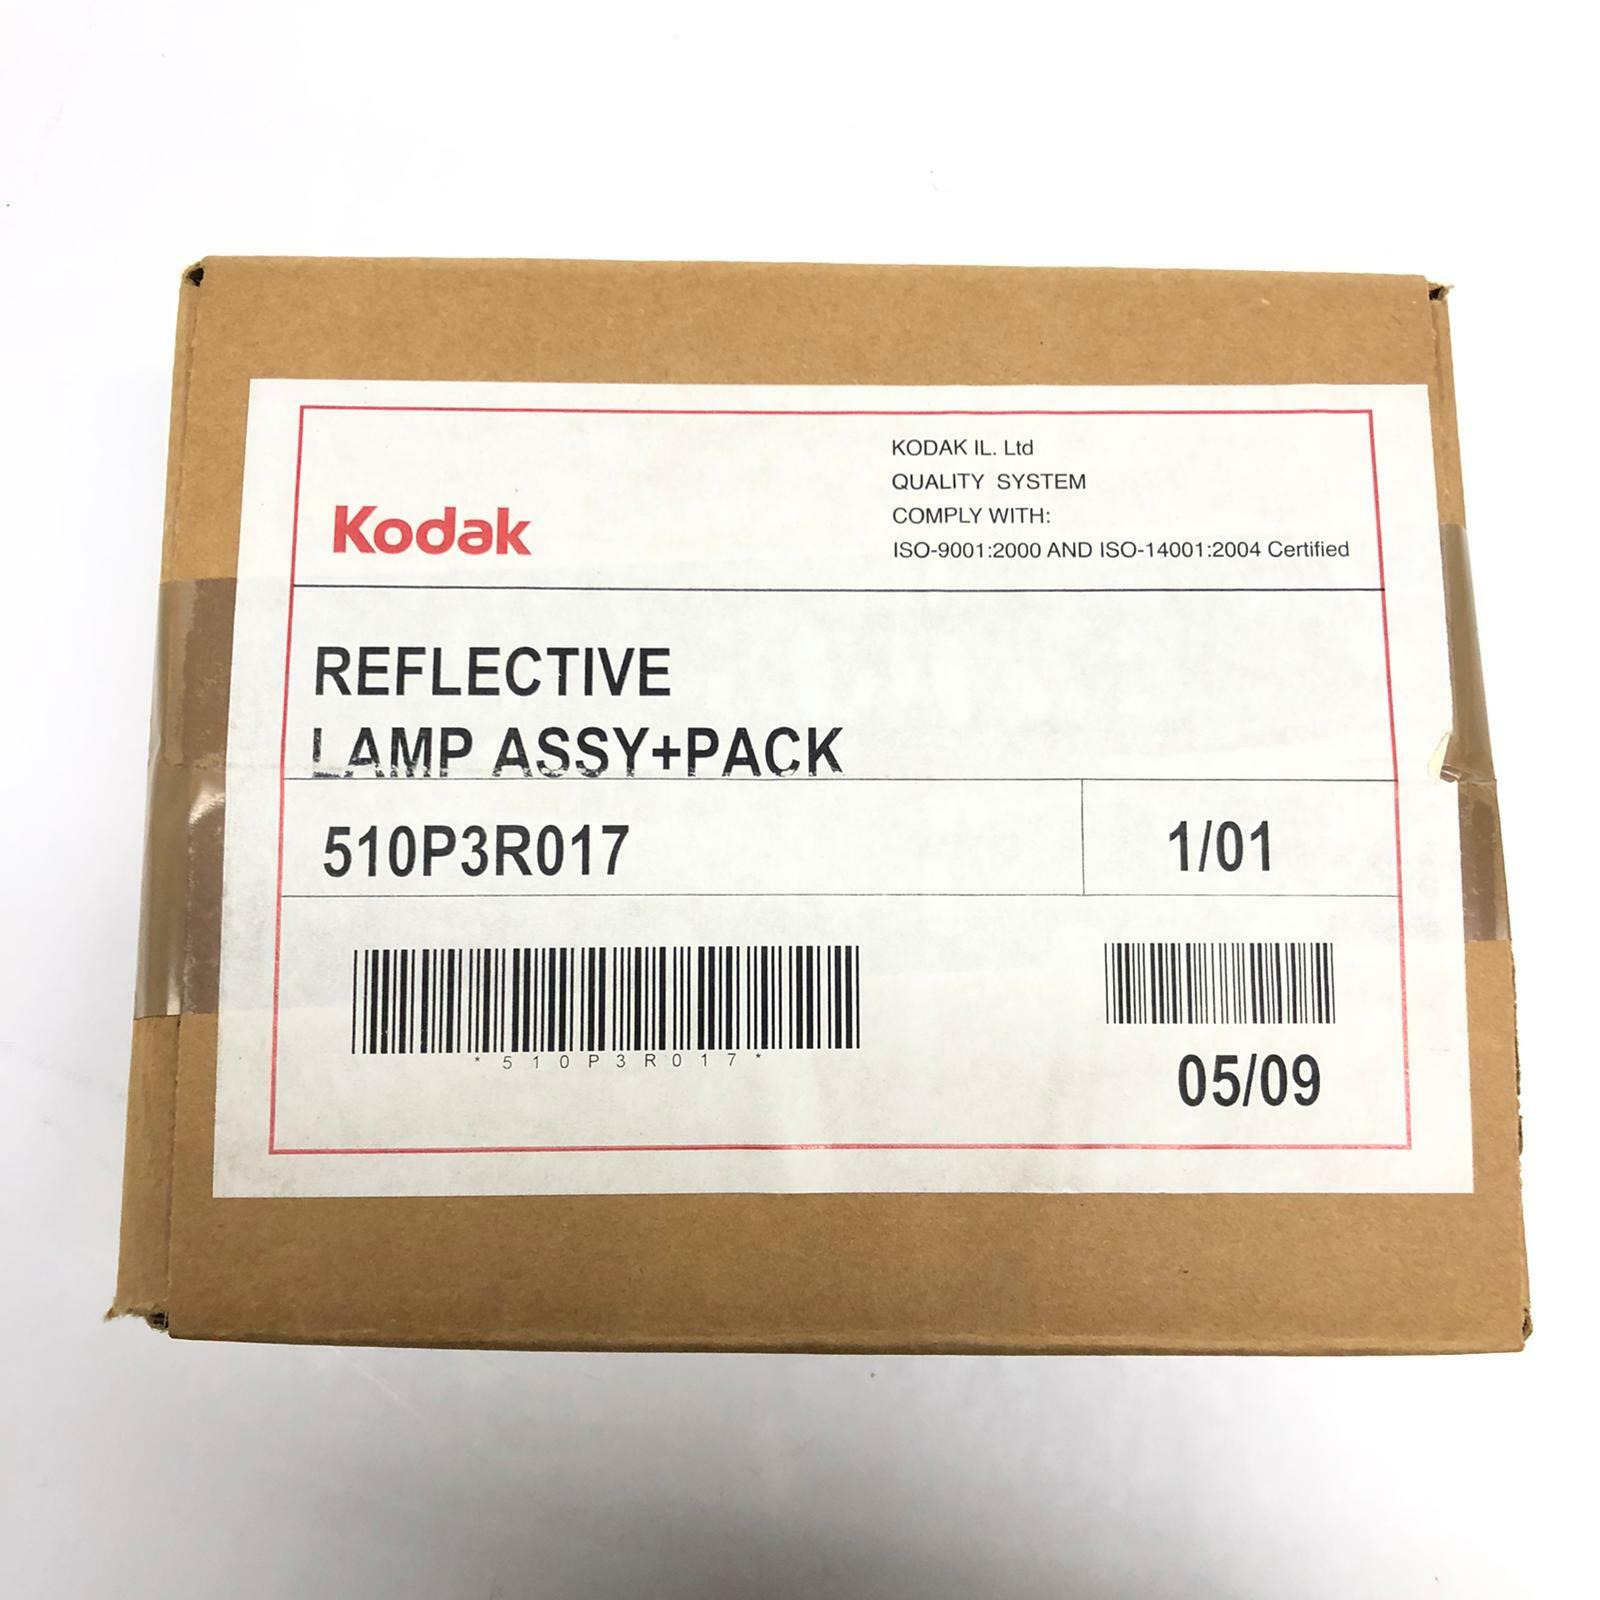 Kodak
KODAK IL. Ltd
QUALITY SYSTEM
COMPLY WITH:
ISO-9001:2000 AND ISO-14001:2004 Certified
REFLECTIVE
LAMP ASSY+PACK
510P3R017
1/01
*510P3R017*
05/09